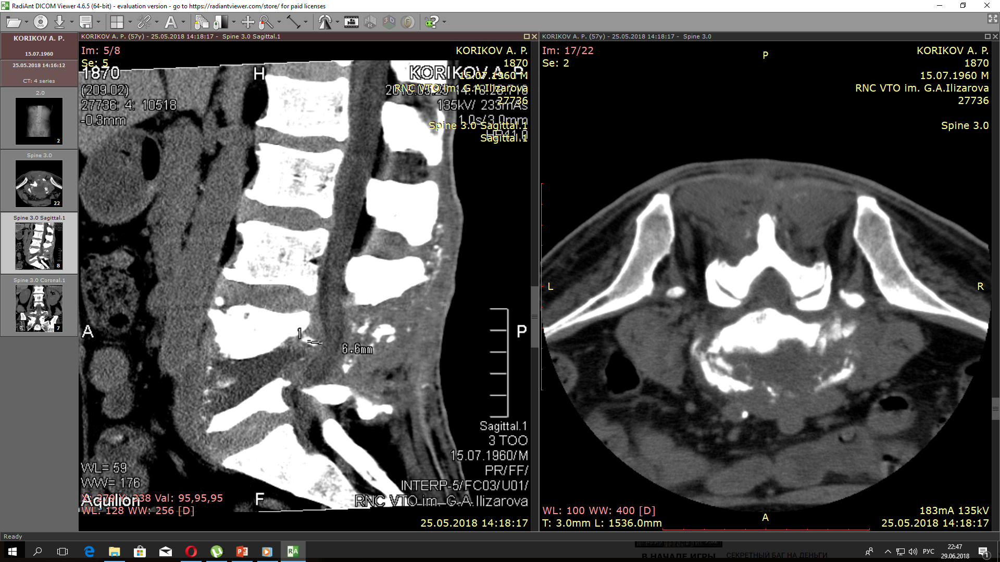 RadiAnt DICOM Viewer 4.6.5 (64-bit) - evaluation version - go to https://radiantviewer.com/store/ for paid licenses
KORIKOV A. P.
15.07.1960
25.05.2018 14:16:12
CT: 4 series
2.0
2
Spine 3.0
22
Spine 3.0 Sagittal.1
8
Spine 3.0 Coronal.1
7
KORIKOV A. P. (57y) - 25.05.2018 14:18:17 - Spine 3.0 Sagittal.1
Im: 5/8
Se: 5
1870
(209.02)
27736: 4: 10518
-0.3mm
H
KORIKOV A. P.
1870
KORIKOV A. P.
15.07.1960 M
RNC VTO im. G.A.Ilizarova
27736
135kV/ 233mAs
1.0s/3.0mm
Spine 3.0 Sagittal.1
Sagittal.1
A
1
6.6mm
P
Sagittal.1
3 TOO
15.07.1960/M
PR/FF/
INTERP-5/FC03/U01/
RNC VTO im. G.A.Ilizarova
WL= 59
WW= 176
X: 279 Y: 338 Val: 95,95,95
Aquilion
WL: 128 WW: 256 [D]
F
25.05.2018 14:18:17
KORIKOV A. P. (57y) - 25.05.2018 14:18:17 - Spine 3.0
Im: 17/22
Se: 2
P
KORIKOV A. P.
1870
15.07.1960 M
RNC VTO im. G.A.Ilizarova
27736
Spine 3.0
L
R
WL: 100 WW: 400 [D]
T: 3.0mm L: 1536.0mm
A
183mA 135kV
25.05.2018 14:18:17
Ready
В НАЧАЛЕ ИГРЫ
СЕКРЕТНЫЙ БАГ НА ДЕНЬГИ
РУС
22:47
29.06.2018
1